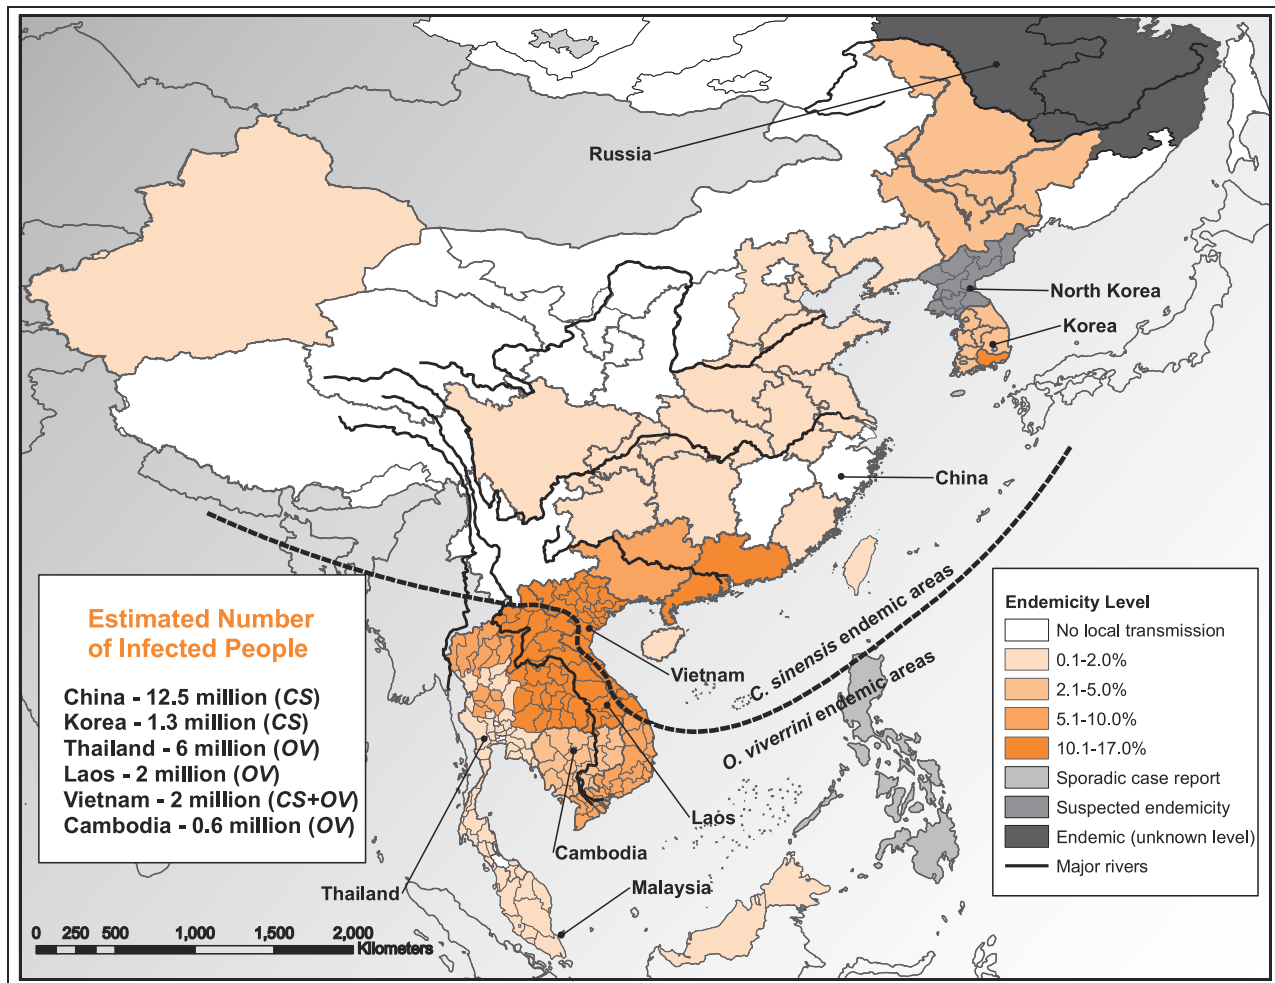 Russia
North Korea
Korea
China
Vietnam
C. sinensis endemic areas
O. viverrini endemic areas
Laos
Cambodia
Thailand
Malaysia
Estimated Number
of Infected People
China - 12.5 million (CS)
Korea - 1.3 million (CS)
Thailand - 6 million (OV)
Laos - 2 million (OV)
Vietnam - 2 million (CS+OV)
Cambodia - 0.6 million (OV)
0 250 500 1,000 1,500 2,000
Kilometers
Endemicity Level
No local transmission
0.1-2.0%
2.1-5.0%
5.1-10.0%
10.1-17.0%
Sporadic case report
Suspected endemicity
Endemic (unknown level)
Major rivers